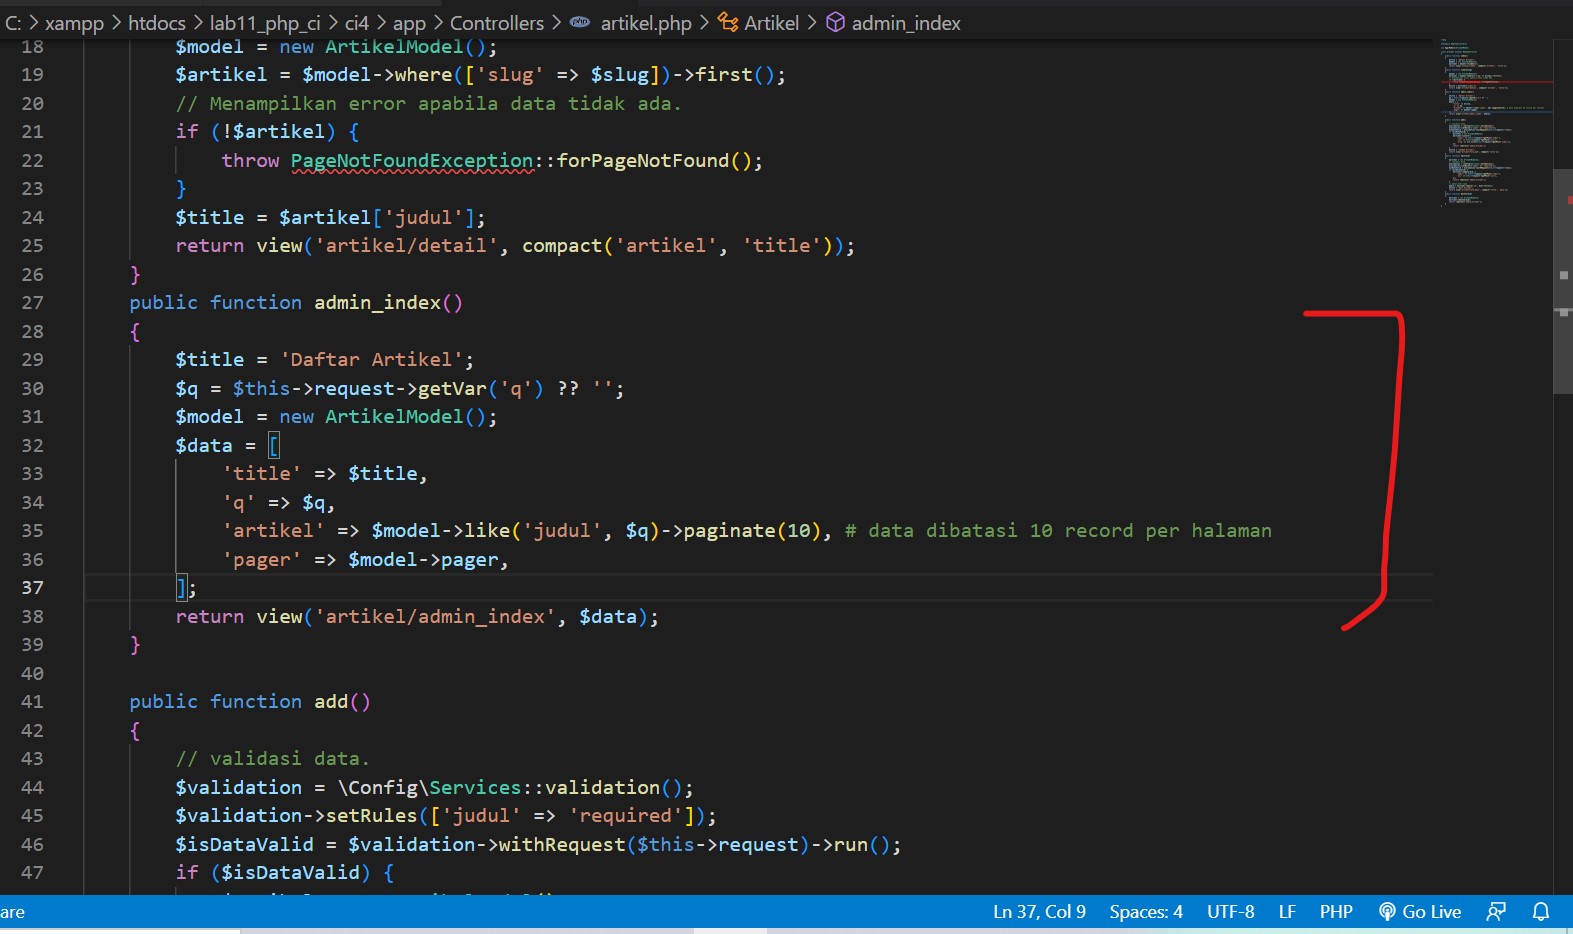 C: > xampp > htdocs > lab11_php_ci > ci4 > app > Controllers > php artikel.php > Artikel > admin_index
18 $model = new ArtikelModel();
19 $artikel = $model->where(['slug' => $slug])->first();
20 // Menampilkan error apabila data tidak ada.
21 if (!$artikel) {
22 throw PageNotFoundException::forPageNotFound();
23 }
24 $title = $artikel['judul'];
25 return view('artikel/detail', compact('artikel', 'title'));
26 }
27 public function admin_index()
28 {
29 $title = 'Daftar Artikel';
30 $q = $this->request->getVar('q') ?? '';
31 $model = new ArtikelModel();
32 $data = [
33 'title' => $title,
34 'q' => $q,
35 'artikel' => $model->like('judul', $q)->paginate(10), # data dibatasi 10 record per halaman
36 'pager' => $model->pager,
37 ];
38 return view('artikel/admin_index', $data);
39 }
40
41 public function add()
42 {
43 // validasi data.
44 $validation = \Config\Services::validation();
45 $validation->setRules(['judul' => 'required']);
46 $isDataValid = $validation->withRequest($this->request)->run();
47 if ($isDataValid) {
are Ln 37, Col 9 Spaces: 4 UTF-8 LF PHP Go Live